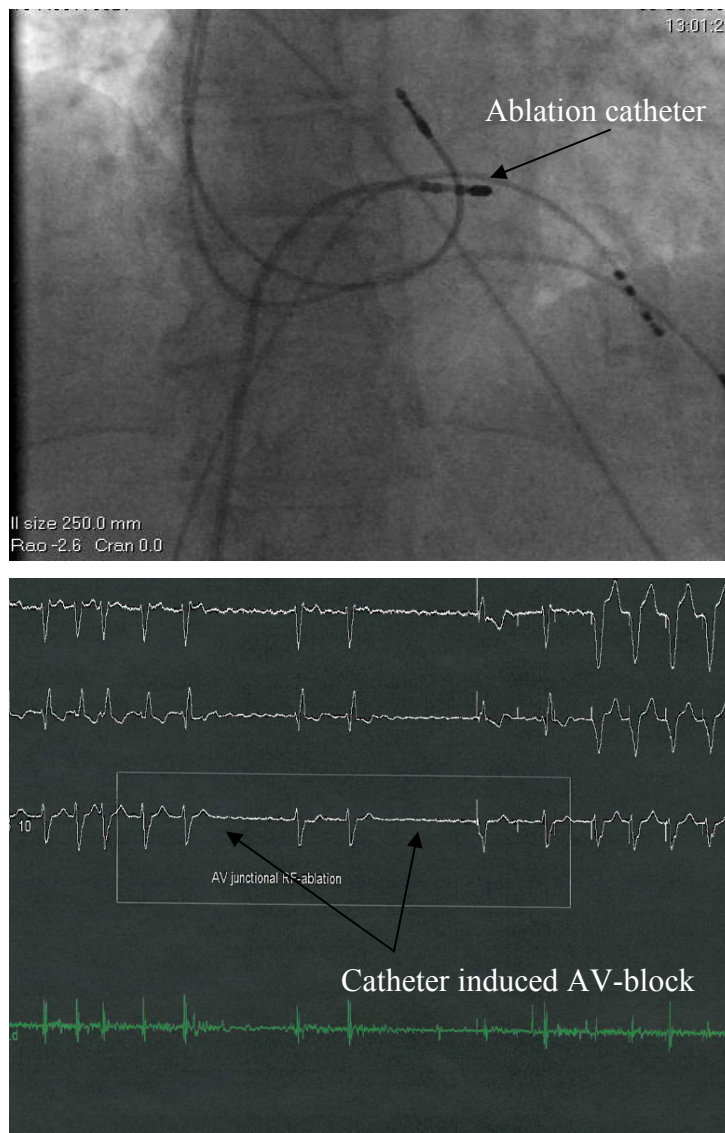 13:01:2
Ablation catheter
II size 250.0 mm
Rao -2.6 Cran 0.0
10
AV junctional RF-ablation
Catheter induced AV-block